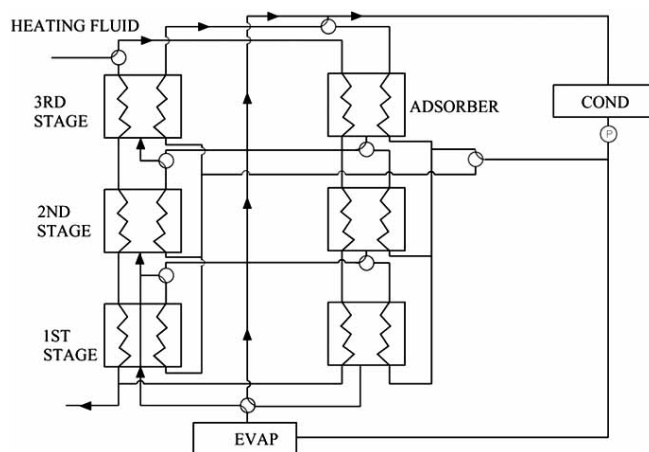 HEATING FLUID
3RD
STAGE
ADSORBER
COND
P
2ND
STAGE
1ST
STAGE
EVAP